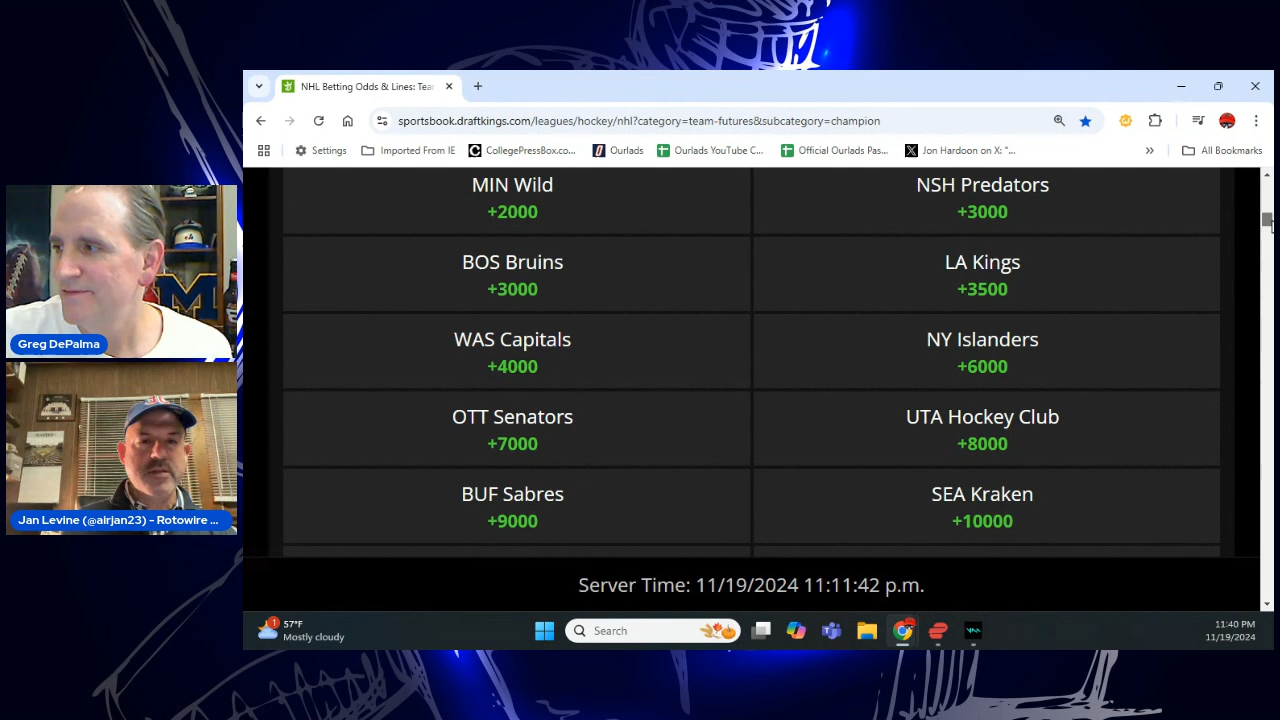 NHL Betting Odds & Lines: Tea
sportsbook.draftkings.com/leagues/hockey/nhl?category=team-futures&subcategory=champion
Settings
Imported From IE
CollegePressBox.co...
Ourlads
Ourlads YouTube C...
Official Ourlads Pas...
Jon Hardoon on X: "...
»
All Bookmarks
MIN Wild
+2000
NSH Predators
+3000
BOS Bruins
+3000
LA Kings
+3500
WAS Capitals
+4000
NY Islanders
+6000
OTT Senators
+7000
UTA Hockey Club
+8000
BUF Sabres
+9000
SEA Kraken
+10000
Server Time: 11/19/2024 11:11:42 p.m.
M
Greg DePalma
Jan Levine (@airjan23) - Rotowire ...
1
57°F
Mostly cloudy
Search
11:40 PM
11/19/2024